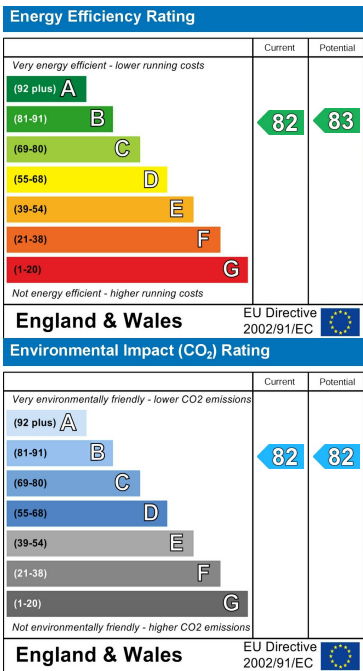 Energy Efficiency Rating
Current Potential
Very energy efficient - lower running costs
(92 plus) A
(81-91) B
82 83
(69-80) C
(55-68) D
(39-54) E
(21-38) F
(1-20) G
Not energy efficient - higher running costs
England & Wales
EU Directive
2002/91/EC
Environmental Impact (CO₂) Rating
Current Potential
Very environmentally friendly - lower CO2 emissions
(92 plus) A
(81-91) B
82 82
(69-80) C
(55-68) D
(39-54) E
(21-38) F
(1-20) G
Not environmentally friendly - higher CO2 emissions
England & Wales
EU Directive
2002/91/EC